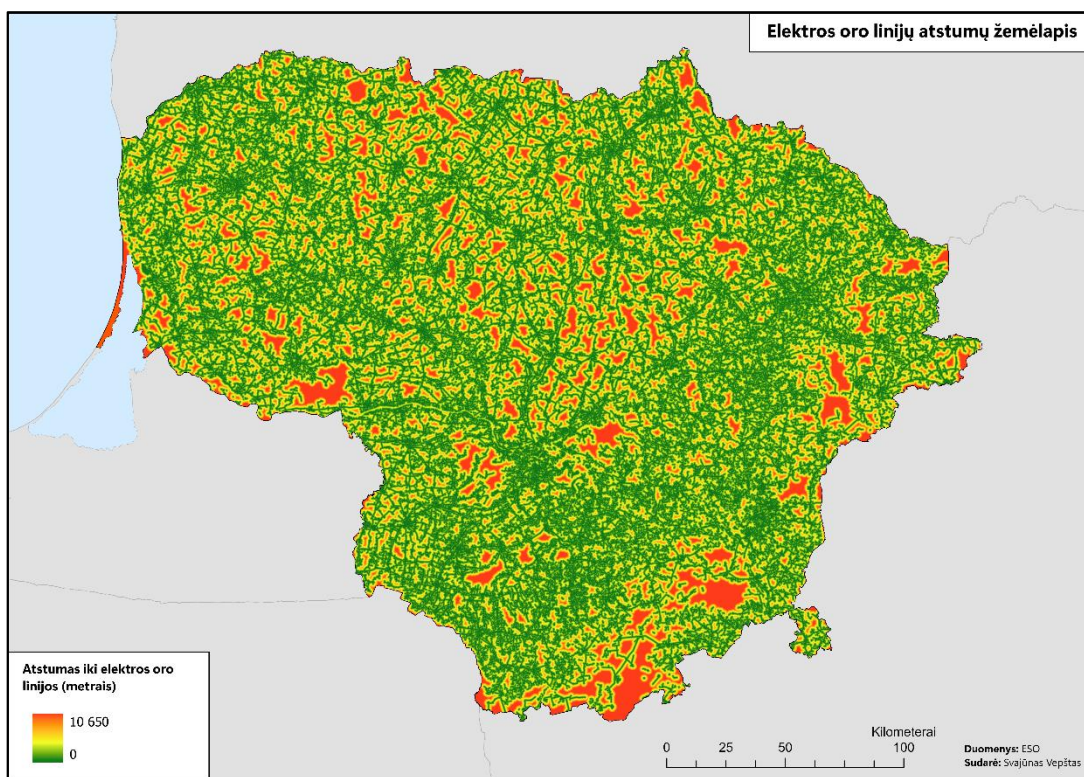 Elektros oro linijų atstumų žemėlapis
Atstumas iki elektros oro
linijos (metrais)
10 650
0
Kilometerai
0 25 50 100
Duomenys: ESO
Sudarė: Svajūnas Vepštas